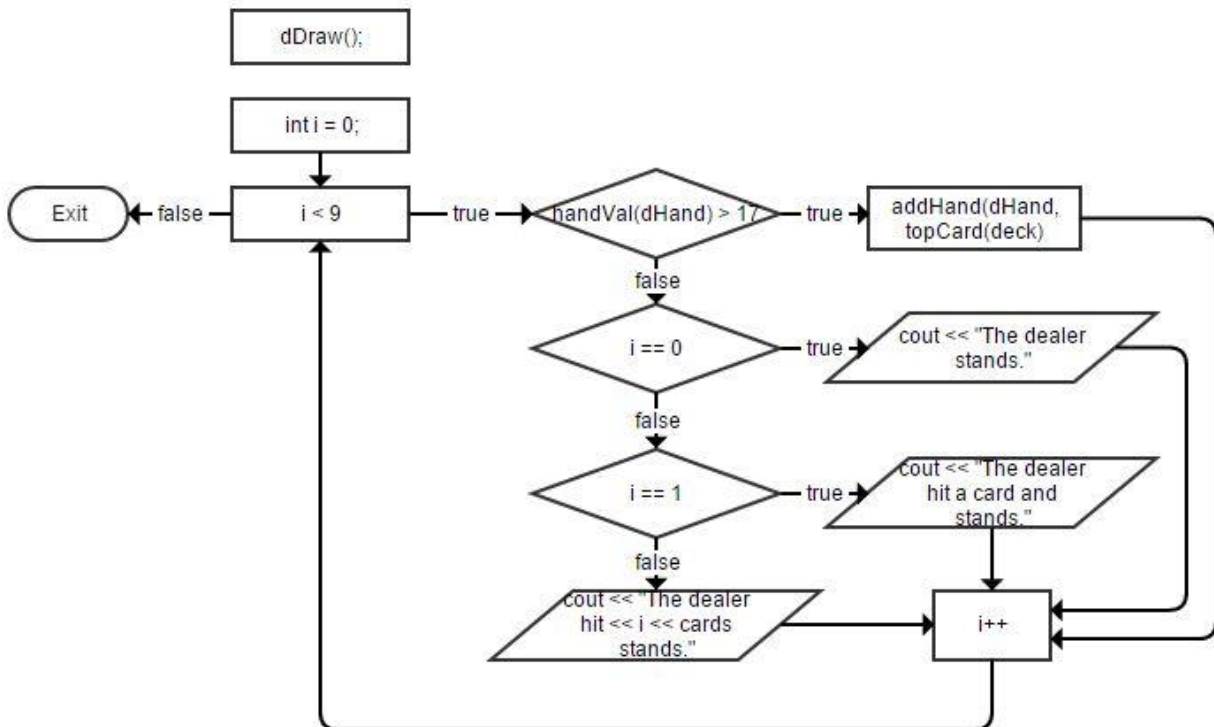 dDraw();
int i = 0;
Exit
false
i < 9
true
handVal(dHand) > 17
true
addHand(dHand,
topCard(deck)
false
i == 0
true
cout << "The dealer
stands."
false
i == 1
true
cout << "The dealer
hit a card and
stands."
false
cout << "The dealer
hit << i << cards
stands."
i++